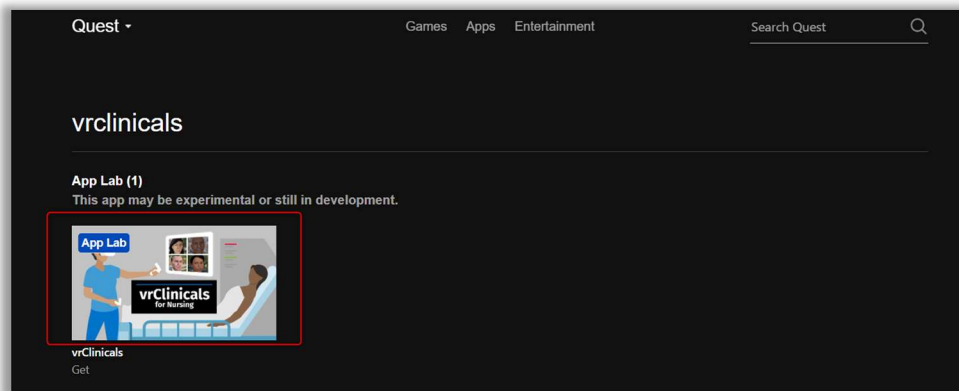 Quest
Games Apps Entertainment
Search Quest
vrclinicals
App Lab (1)
This app may be experimental or still in development.
App Lab
vrClinicals
for Nursing
vrClinicals
Get